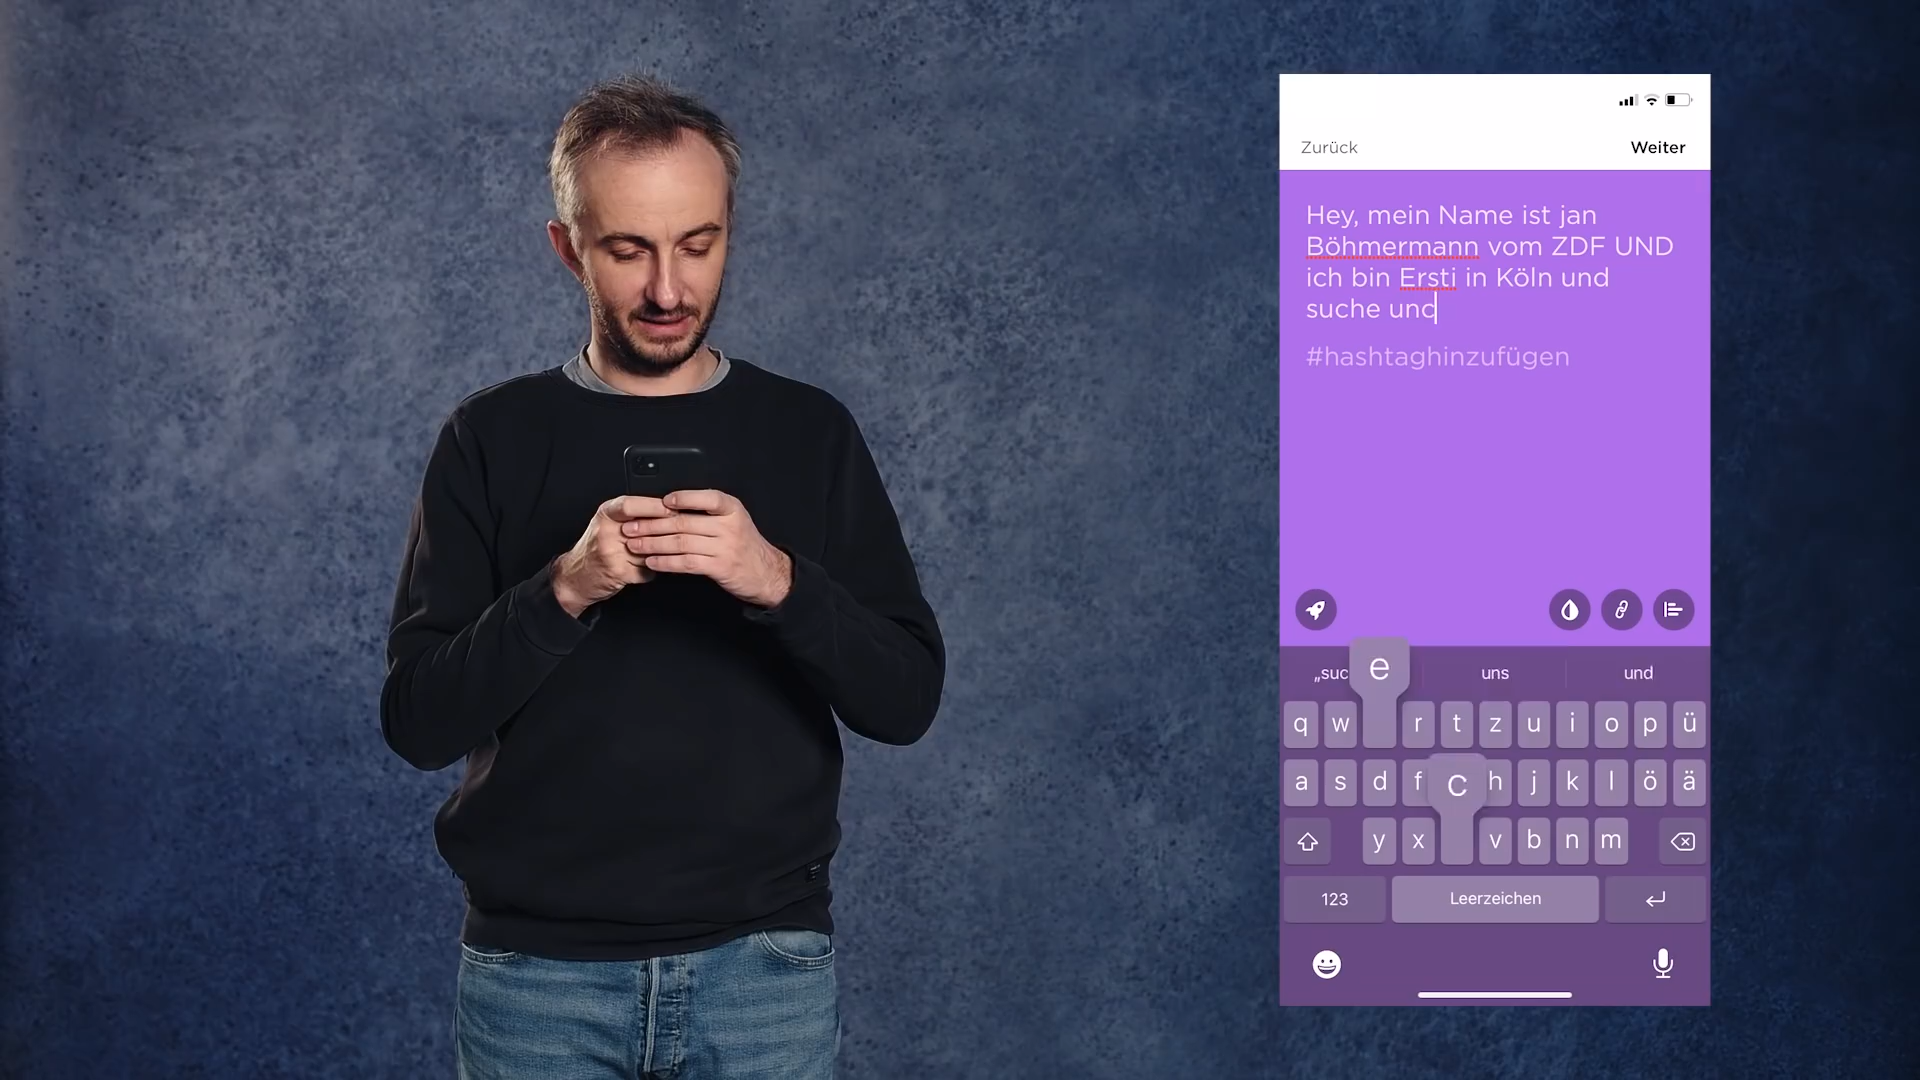 Zurück
Weiter
Hey, mein Name ist jan
Böhmermann vom ZDF UND
ich bin Ersti in Köln und
suche unc
#hashtaghinzufügen
„suc
e
uns
und
q w r t z u i o p ü
a s d f c h j k l ö ä
y x v b n m
123
Leerzeichen